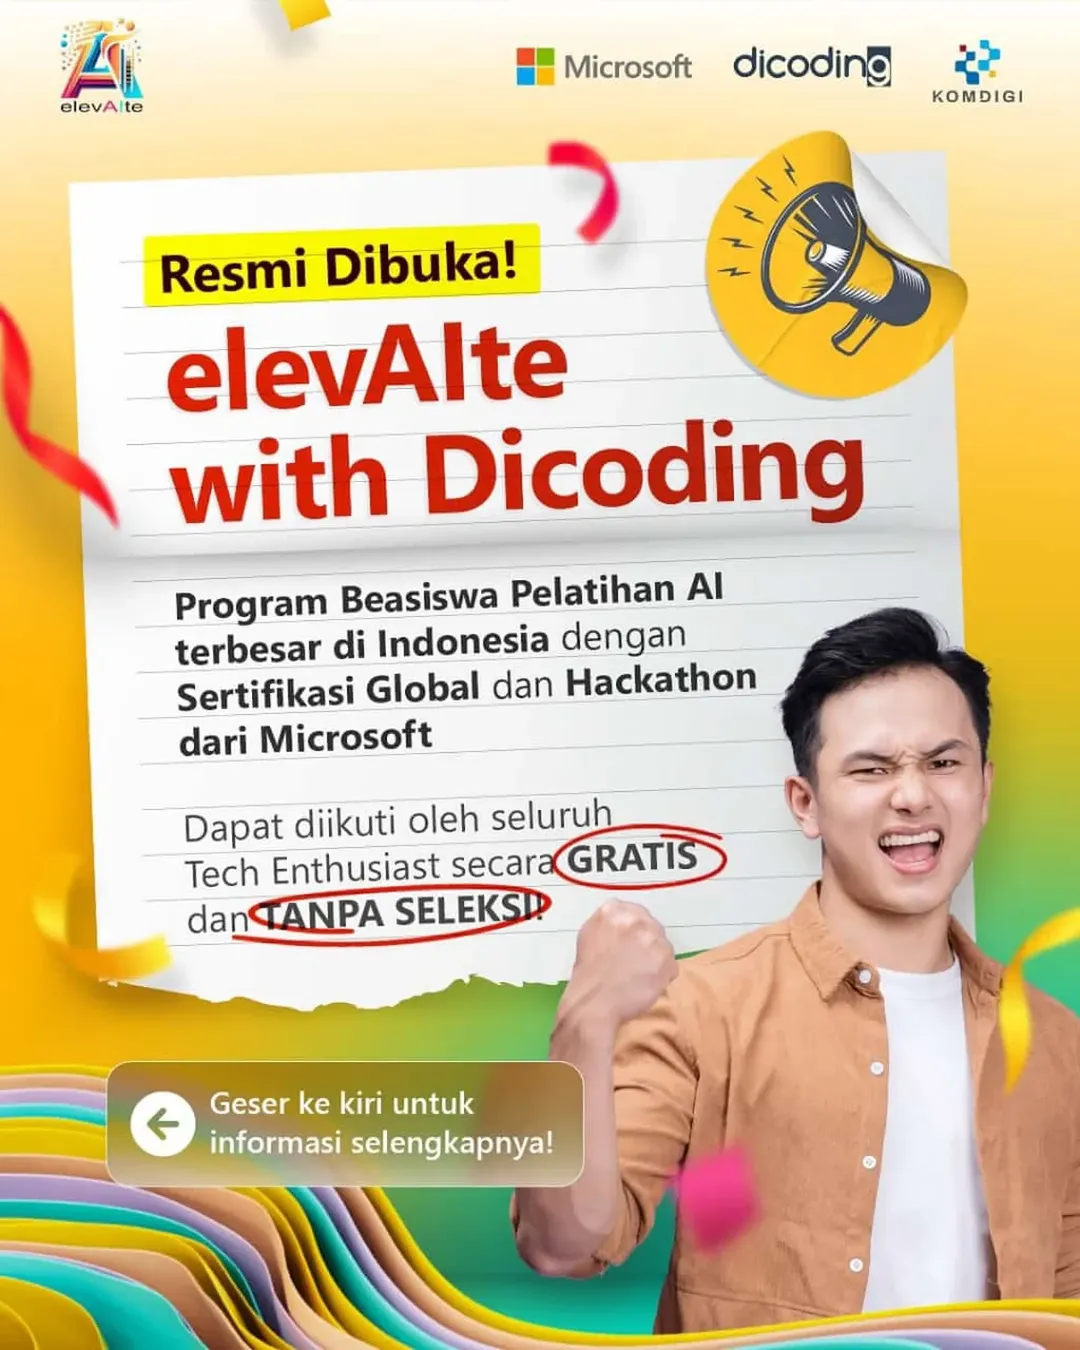 elevAIte
Microsoft
dicoding
KOMDIGI
Resmi Dibuka!
elevAIte
with Dicoding
Program Beasiswa Pelatihan AI
terbesar di Indonesia dengan
Sertifikasi Global dan Hackathon
dari Microsoft
Dapat diikuti oleh seluruh
Tech Enthusiast secara GRATIS
dan TANPA SELEKSI!
Geser ke kiri untuk
informasi selengkapnya!